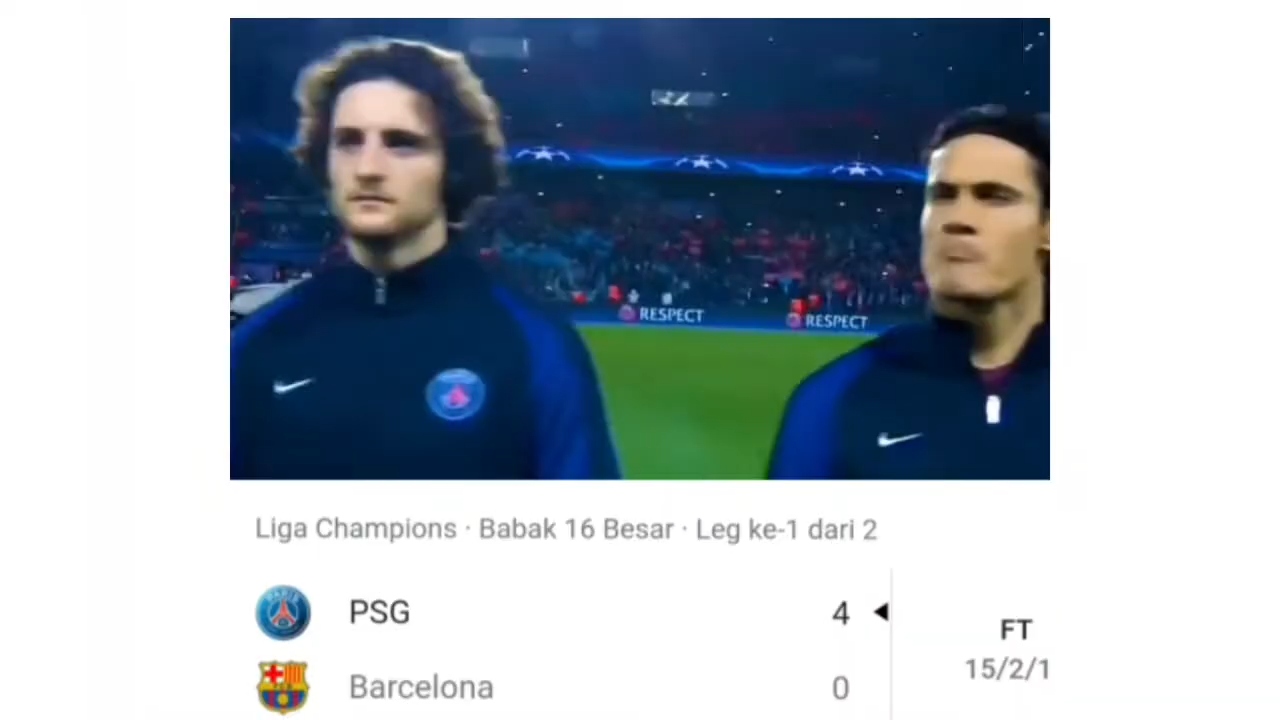 RESPECT
RESPECT
Liga Champions · Babak 16 Besar · Leg ke-1 dari 2
PSG 4
FT
15/2/1
Barcelona 0